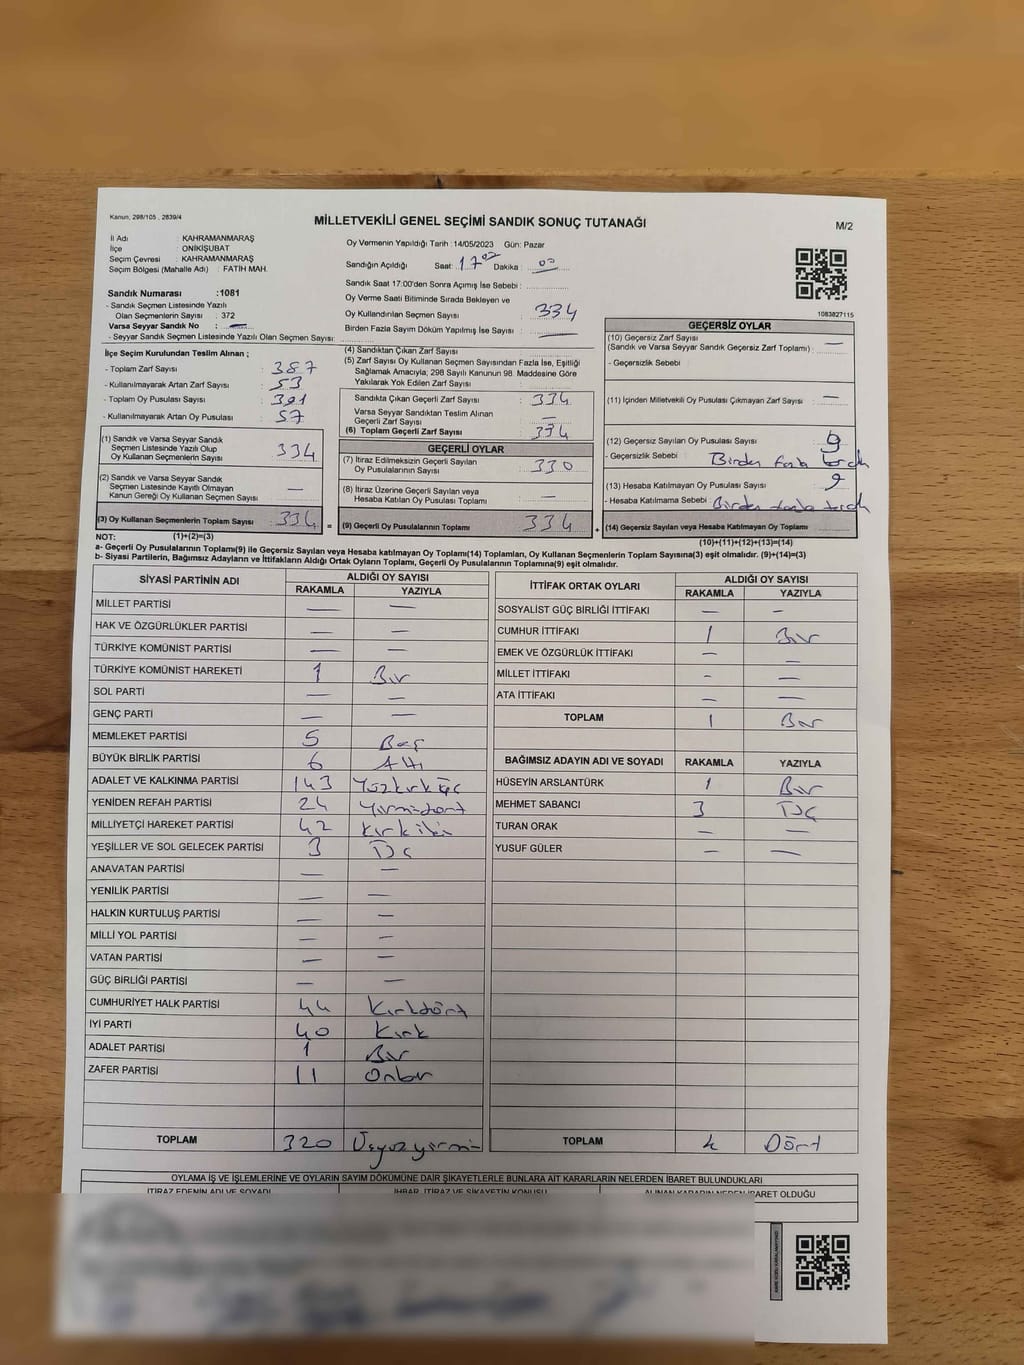 Kanun, 298/105 , 2839/4
MİLLETVEKİLİ GENEL SEÇİMİ SANDIK SONUÇ TUTANAĞI
M/2
İl Adı : KAHRAMANMARAŞ
İlçe : ONİKİŞUBAT
Seçim Çevresi : KAHRAMANMARAŞ
Seçim Bölgesi (Mahalle Adı) : FATİH MAH.
Oy Vermenin Yapıldığı Tarih :14/05/2023 Gün: Pazar
Sandığın Açıldığı Saat: 17 00 Dakika : 00
Sandık Saat 17:00'den Sonra Açımış İse Sebebi :
Oy Verme Saati Bitiminde Sırada Bekleyen ve
Oy Kullandırılan Seçmen Sayısı : 334
Birden Fazla Sayım Döküm Yapılmış İse Sayısı : —
Sandık Numarası :1081
- Sandık Seçmen Listesinde Yazılı
Olan Seçmenlerin Sayısı : 372
Varsa Seyyar Sandık No : —
- Seyyar Sandık Seçmen Listesinde Yazılı Olan Seçmen Sayısı:
1083827115
İlçe Seçim Kurulundan Teslim Alınan ;
- Toplam Zarf Sayısı : 387
- Kullanılmayarak Artan Zarf Sayısı : 53
- Toplam Oy Pusulası Sayısı : 391
- Kullanılmayarak Artan Oy Pusulası : 57
(1) Sandık ve Varsa Seyyar Sandık
Seçmen Listesinde Yazılı Olup
Oy Kullanan Seçmenlerin Sayısı : 334
(2) Sandık ve Varsa Seyyar Sandık
Seçmen Listesinde Kayıtlı Olmayan
Kanun Gereği Oy Kullanan Seçmen Sayısı : —
(3) Oy Kullanan Seçmenlerin Toplam Sayısı : 334
(4) Sandıktan Çıkan Zarf Sayısı :
(5) Zarf Sayısı Oy Kullanan Seçmen Sayısından Fazla İse, Eşitliği
Sağlamak Amacıyla; 298 Sayılı Kanunun 98. Maddesine Göre
Yakılarak Yok Edilen Zarf Sayısı :
Sandıkta Çıkan Geçerli Zarf Sayısı : 334
Varsa Seyyar Sandıktan Teslim Alınan
Geçerli Zarf Sayısı : —
(6) Toplam Geçerli Zarf Sayısı : 334
GEÇERLİ OYLAR
(7) İtiraz Edilmeksizin Geçerli Sayılan
Oy Pusulalarının Sayısı : 330
(8) İtiraz Üzerine Geçerli Sayılan veya
Hesaba Katılan Oy Pusulası Toplamı : —
= (9) Geçerli Oy Pusulalarının Toplamı : 334 +
GEÇERSİZ OYLAR
(10) Geçersiz Zarf Sayısı
(Sandık ve Varsa Seyyar Sandık Geçersiz Zarf Toplamı) : —
- Geçersizlik Sebebi :
(11) İçinden Milletvekili Oy Pusulası Çıkmayan Zarf Sayısı : —
(12) Geçersiz Sayılan Oy Pusulası Sayısı : 9
- Geçersizlik Sebebi : Birden fazla tercih
(13) Hesaba Katılmayan Oy Pusulası Sayısı : 9
- Hesaba Katılmama Sebebi : Birden fazla tercih
(14) Geçersiz Sayılan veya Hesaba Katılmayan Oy Toplamı :
NOT: (1)+(2)=(3)
(10)+(11)+(12)+(13)=(14)
a- Geçerli Oy Pusulalarının Toplamı(9) ile Geçersiz Sayılan veya Hesaba katılmayan Oy Toplamı(14) Toplamları, Oy Kullanan Seçmenlerin Toplam Sayısına(3) eşit olmalıdır. (9)+(14)=(3)
b- Siyasi Partilerin, Bağımsız Adayların ve İttifakların Aldığı Ortak Oyların Toplamı, Geçerli Oy Pusulalarının Toplamına(9) eşit olmalıdır.
SİYASİ PARTİNİN ADI ALDIĞI OY SAYISI
RAKAMLA YAZIYLA
MİLLET PARTİSİ — —
HAK VE ÖZGÜRLÜKLER PARTİSİ — —
TÜRKİYE KOMÜNİST PARTİSİ — —
TÜRKİYE KOMÜNİST HAREKETİ 1 Bir
SOL PARTİ — —
GENÇ PARTİ — —
MEMLEKET PARTİSİ 5 Beş
BÜYÜK BİRLİK PARTİSİ 6 Altı
ADALET VE KALKINMA PARTİSİ 143 Yüzkırk üç
YENİDEN REFAH PARTİSİ 24 Yirmidört
MİLLİYETÇİ HAREKET PARTİSİ 42 Kırk iki
YEŞİLLER VE SOL GELECEK PARTİSİ 3 Üç
ANAVATAN PARTİSİ — —
YENİLİK PARTİSİ — —
HALKIN KURTULUŞ PARTİSİ — —
MİLLİ YOL PARTİSİ — —
VATAN PARTİSİ — —
GÜÇ BİRLİĞİ PARTİSİ — —
CUMHURİYET HALK PARTİSİ 44 Kırkdört
İYİ PARTİ 40 Kırk
ADALET PARTİSİ 1 Bir
ZAFER PARTİSİ 11 Onbir
TOPLAM 320 Üçyüzyirmi
İTTİFAK ORTAK OYLARI ALDIĞI OY SAYISI
RAKAMLA YAZIYLA
SOSYALİST GÜÇ BİRLİĞİ İTTİFAKI — —
CUMHUR İTTİFAKI 1 Bir
EMEK VE ÖZGÜRLÜK İTTİFAKI — —
MİLLET İTTİFAKI — —
ATA İTTİFAKI — —
TOPLAM 1 Bir
BAĞIMSIZ ADAYIN ADI VE SOYADI RAKAMLA YAZIYLA
HÜSEYİN ARSLANTÜRK 1 Bir
MEHMET SABANCI 3 Üç
TURAN ORAK — —
YUSUF GÜLER — —
TOPLAM 4 Dört
OYLAMA İŞ VE İŞLEMLERİNE VE OYLARIN SAYIM DÖKÜMÜNE DAİR ŞİKAYETLERLE BUNLARA AİT KARARLARIN NELERDEN İBARET BULUNDUKLARI
İTİRAZ EDENİN ADI VE SOYADI İHBAR, İTİRAZ VE ŞİKAYETİN KONUSU ALINAN KARARIN NEDEN İBARET OLDUĞU